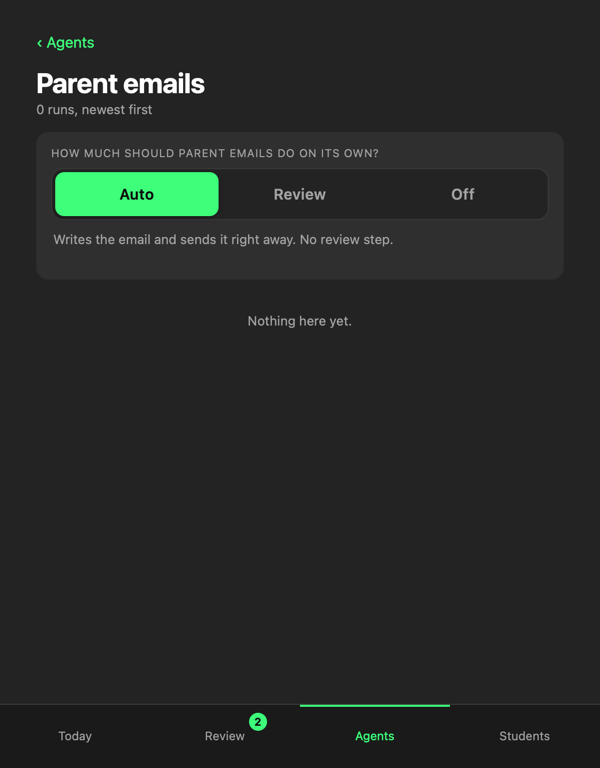 ‹ Agents
Parent emails
0 runs, newest first
HOW MUCH SHOULD PARENT EMAILS DO ON ITS OWN?
Auto Review Off
Writes the email and sends it right away. No review step.
Nothing here yet.
2
Today Review Agents Students